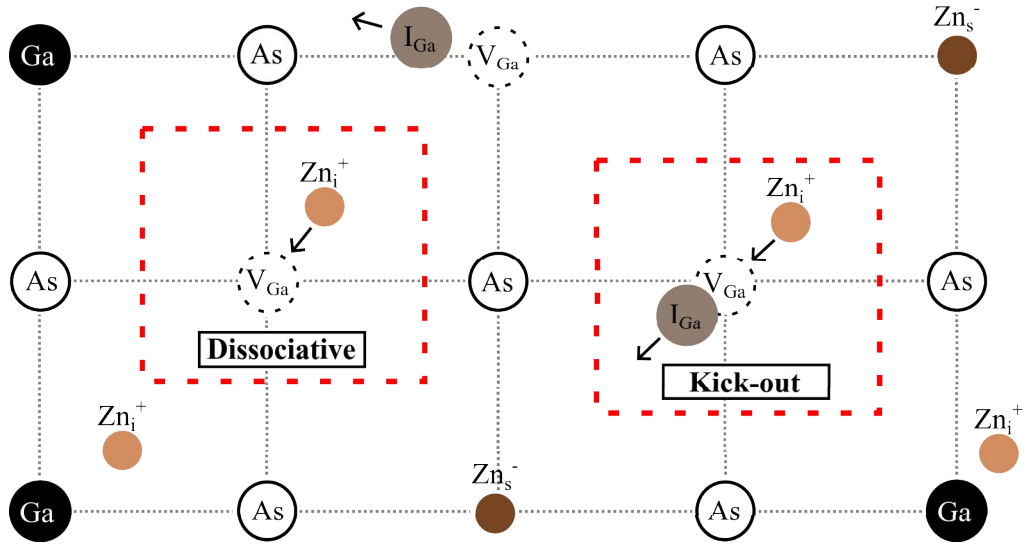 Zn_s^-
Ga
As
I_Ga
V_Ga
As
Zn_i^+
Zn_i^+
As
V_Ga
As
V_Ga
As
I_Ga
Dissociative
Kick-out
Zn_i^+
Zn_i^+
Zn_s^-
Ga
As
As
Ga